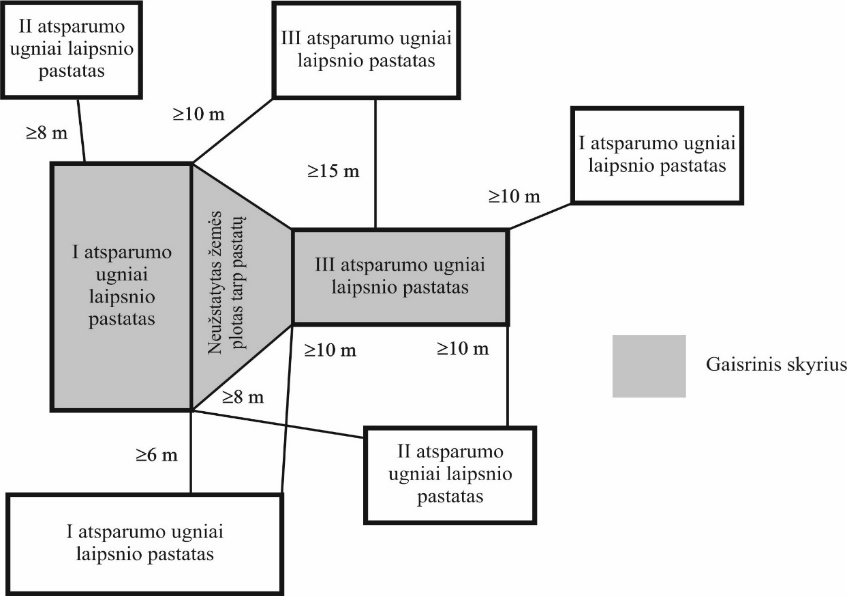 II atsparumo
ugniai laipsnio
pastatas
III atsparumo ugniai
laipsnio pastatas
≥10 m
≥8 m
I atsparumo ugniai
laipsnio pastatas
≥15 m
≥10 m
I atsparumo
ugniai
laipsnio
pastatas
Neužstatytas žemės
plotas tarp pastatų
III atsparumo ugniai
laipsnio pastatas
≥10 m
≥10 m
Gaisrinis skyrius
≥8 m
≥6 m
II atsparumo
ugniai laipsnio
pastatas
I atsparumo ugniai
laipsnio pastatas